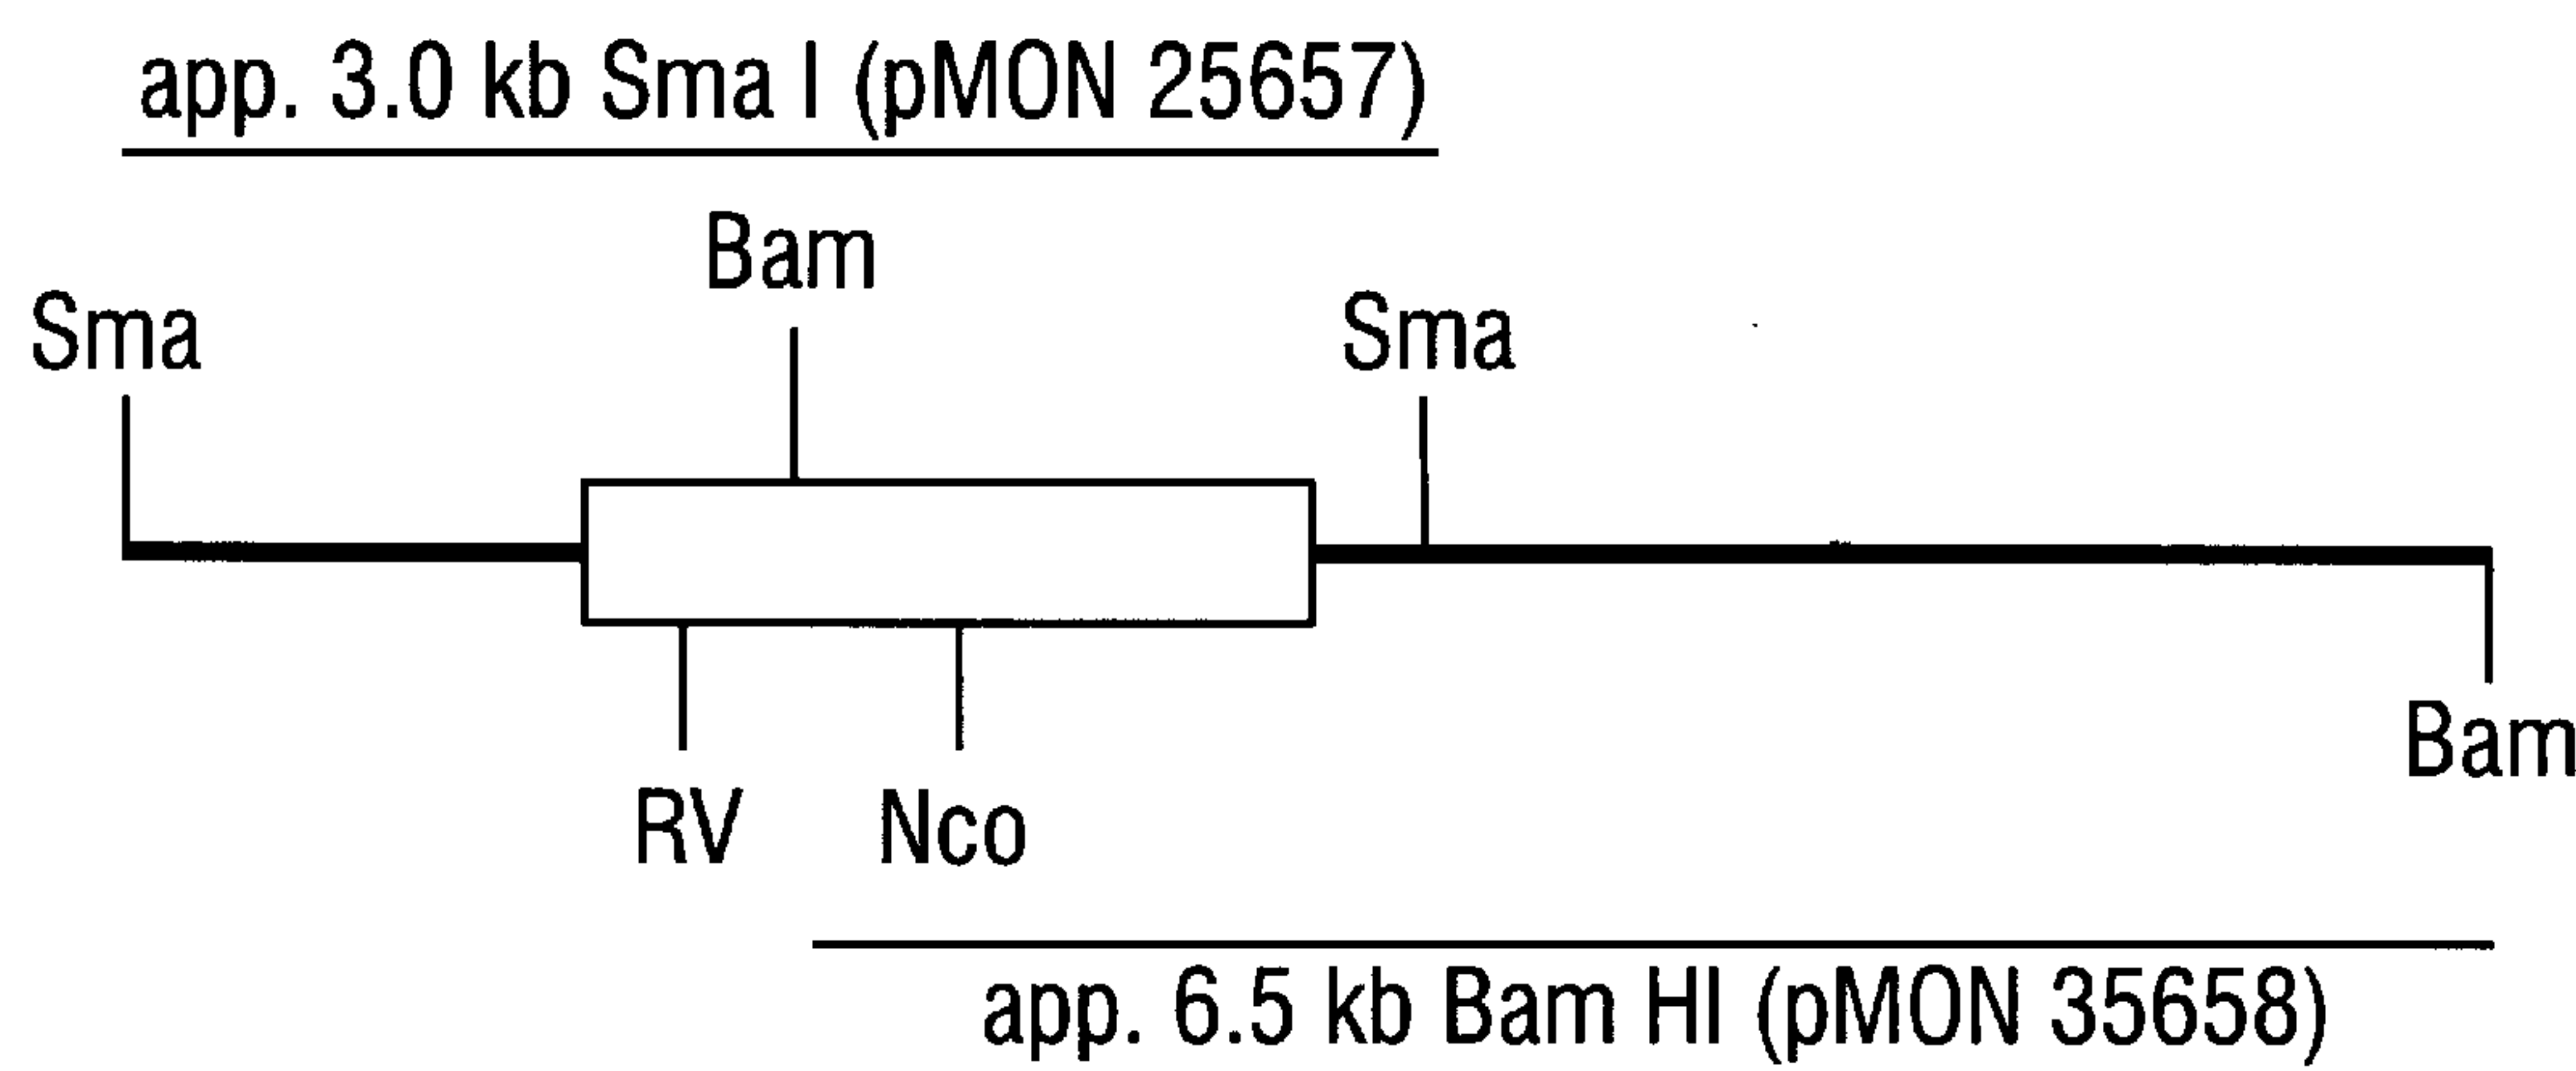 app. 3.0 kb Sma I (pMON 25657)
Bam
Sma
Sma
Bam
RV
Nco
app. 6.5 kb Bam HI (pMON 35658)